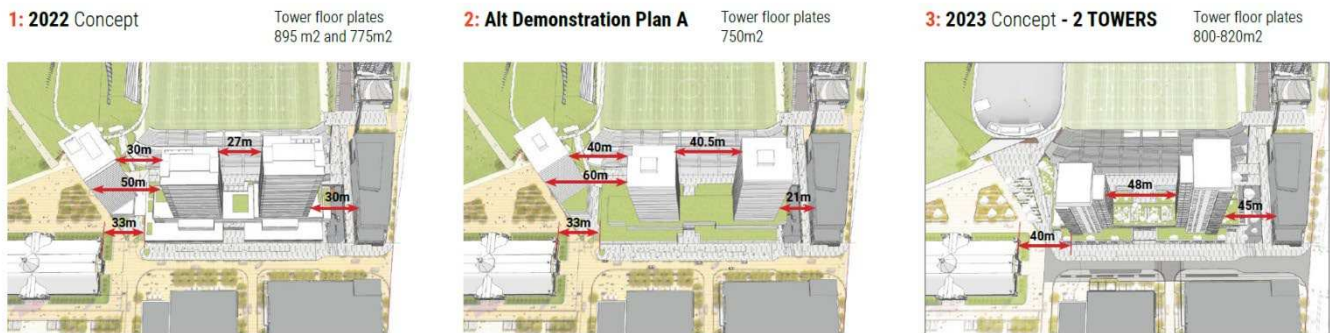 1: 2022 Concept
Tower floor plates
895 m2 and 775m2
30m
27m
50m
30m
33m
2: Alt Demonstration Plan A
Tower floor plates
750m2
40m
40.5m
60m
21m
33m
3: 2023 Concept - 2 TOWERS
Tower floor plates
800-820m2
48m
45m
40m